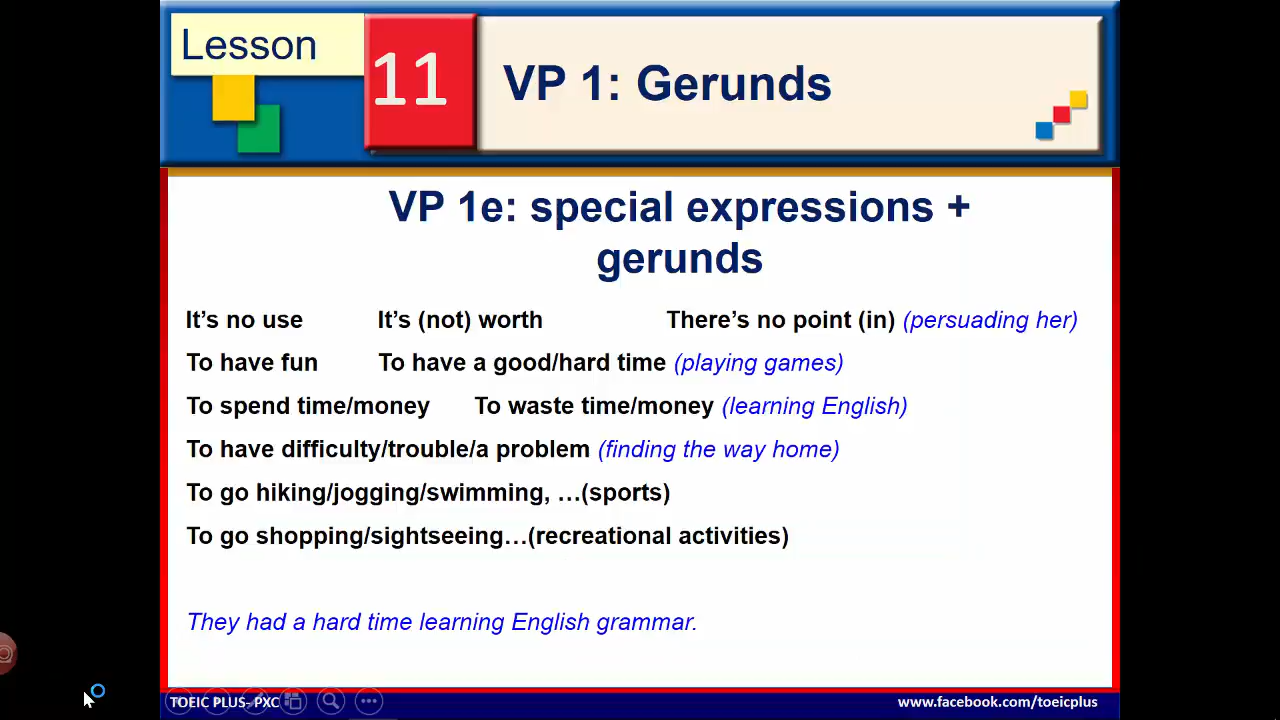 Lesson
11
VP 1: Gerunds
VP 1e: special expressions +
gerunds
It’s no use It’s (not) worth There’s no point (in) (persuading her)
To have fun To have a good/hard time (playing games)
To spend time/money To waste time/money (learning English)
To have difficulty/trouble/a problem (finding the way home)
To go hiking/jogging/swimming, …(sports)
To go shopping/sightseeing…(recreational activities)
They had a hard time learning English grammar.
TOEIC PLUS- PXC
www.facebook.com/toeicplus